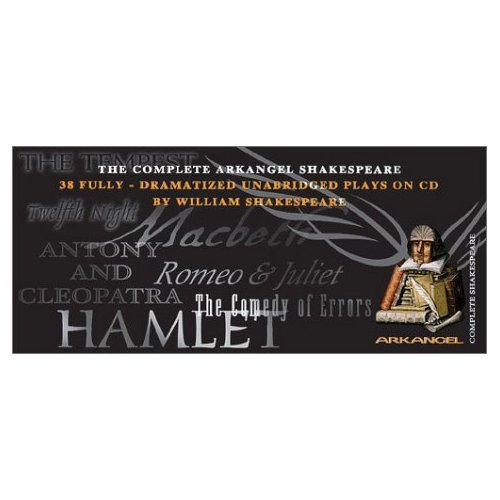 THE TEMPEST
THE COMPLETE ARKANGEL SHAKESPEARE
38 FULLY - DRAMATIZED UNABRIDGED PLAYS ON CD
BY WILLIAM SHAKESPEARE
Twelfth Night
Macbeth
ANTONY
AND
CLEOPATRA
Romeo & Juliet
The Comedy of Errors
HAMLET
ARKANGEL
COMPLETE SHAKESPEARE